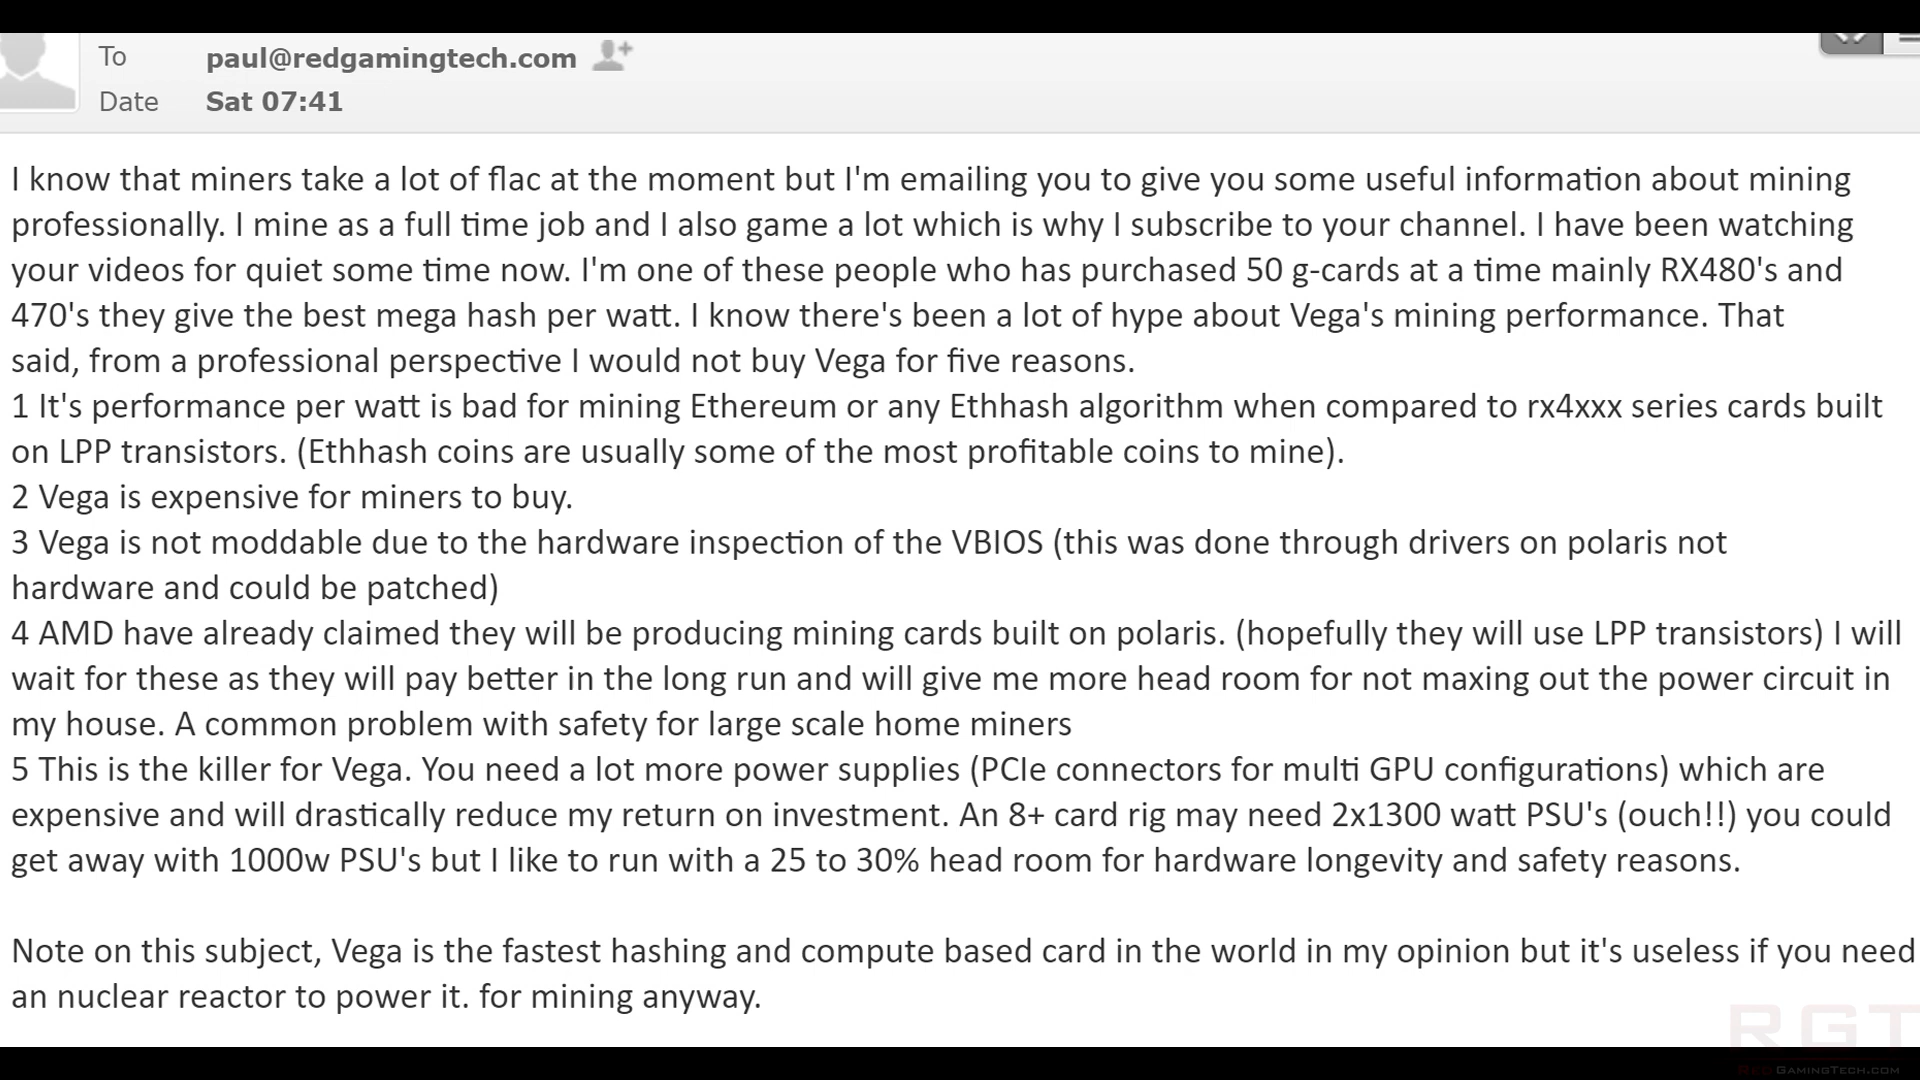 To paul@redgamingtech.com
Date Sat 07:41
I know that miners take a lot of flac at the moment but I'm emailing you to give you some useful information about mining
professionally. I mine as a full time job and I also game a lot which is why I subscribe to your channel. I have been watching
your videos for quiet some time now. I'm one of these people who has purchased 50 g-cards at a time mainly RX480's and
470's they give the best mega hash per watt. I know there's been a lot of hype about Vega's mining performance. That
said, from a professional perspective I would not buy Vega for five reasons.
1 It's performance per watt is bad for mining Ethereum or any Ethhash algorithm when compared to rx4xxx series cards built
on LPP transistors. (Ethhash coins are usually some of the most profitable coins to mine).
2 Vega is expensive for miners to buy.
3 Vega is not moddable due to the hardware inspection of the VBIOS (this was done through drivers on polaris not
hardware and could be patched)
4 AMD have already claimed they will be producing mining cards built on polaris. (hopefully they will use LPP transistors) I will
wait for these as they will pay better in the long run and will give me more head room for not maxing out the power circuit in
my house. A common problem with safety for large scale home miners
5 This is the killer for Vega. You need a lot more power supplies (PCIe connectors for multi GPU configurations) which are
expensive and will drastically reduce my return on investment. An 8+ card rig may need 2x1300 watt PSU's (ouch!!) you could
get away with 1000w PSU's but I like to run with a 25 to 30% head room for hardware longevity and safety reasons.
Note on this subject, Vega is the fastest hashing and compute based card in the world in my opinion but it's useless if you need
an nuclear reactor to power it. for mining anyway.
RGT
REDGAMINGTECH.COM